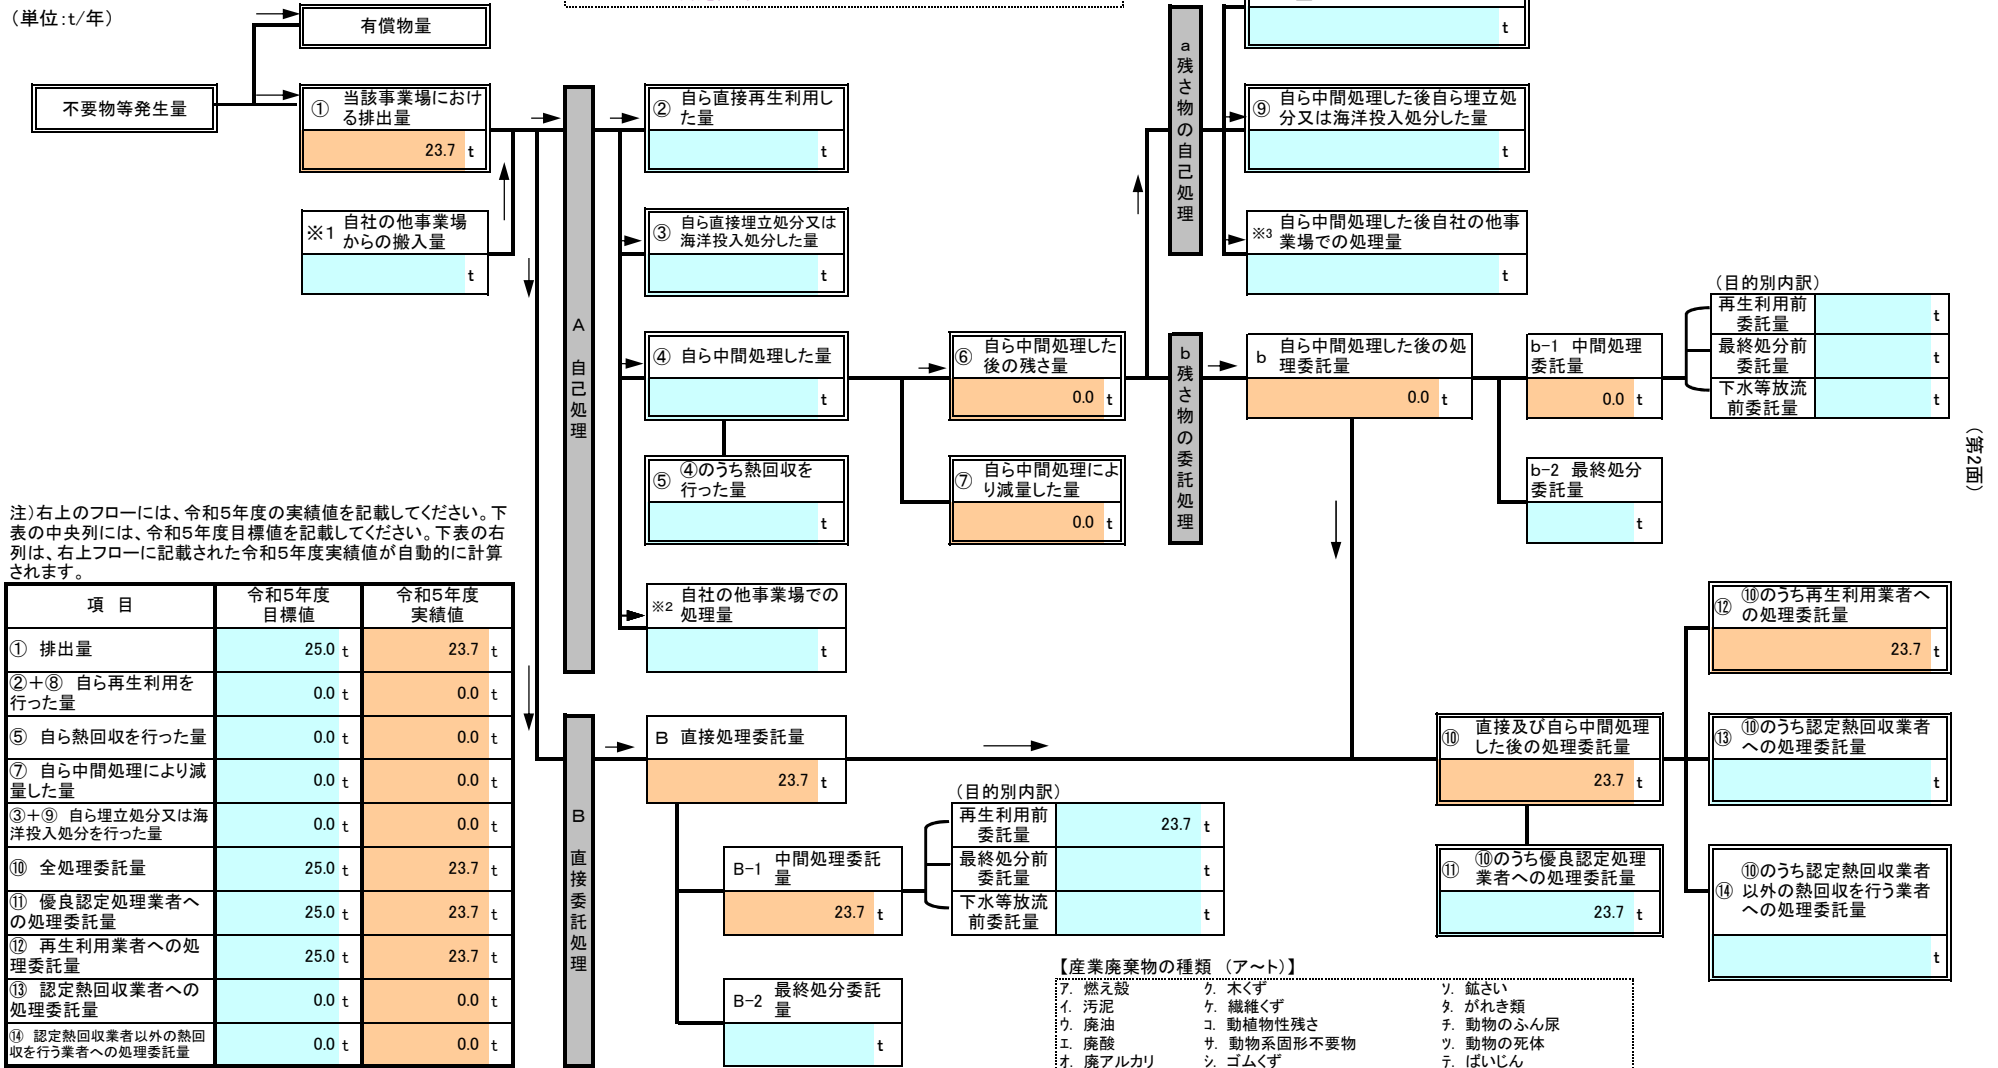 （単位：t/年）
有償物量
不要物等発生量
① 当該事業場におけ
る排出量
23.7 t
※1 自社の他事業場
からの搬入量
t
A 自己処理
② 自ら直接再生利用し
た量
t
③ 自ら直接埋立処分又は
海洋投入処分した量
t
④ 自ら中間処理した量
t
⑤ ④のうち熱回収を
行った量
t
※2 自社の他事業場での
処理量
t
⑥ 自ら中間処理した
後の残さ量
0.0 t
⑦ 自ら中間処理によ
り減量した量
0.0 t
a 残さ物の自己処理
t
⑨ 自ら中間処理した後自ら埋立処
分又は海洋投入処分した量
t
※3 自ら中間処理した後自社の他事
業場での処理量
t
b 残さ物の委託処理
b 自ら中間処理した後の処
理委託量
0.0 t
b-1 中間処理
委託量
0.0 t
b-2 最終処分
委託量
t
（目的別内訳）
再生利用前
委託量
t
最終処分前
委託量
t
下水等放流
前委託量
t
（第2面）
注）右上のフローには、令和5年度の実績値を記載してください。下
表の中央列には、令和5年度目標値を記載してください。下表の右
列は、右上フローに記載された令和5年度実績値が自動的に計算
されます。
項 目
令和5年度
目標値
令和5年度
実績値
① 排出量
25.0 t
23.7 t
②＋⑧ 自ら再生利用を
行った量
0.0 t
0.0 t
⑤ 自ら熱回収を行った量
0.0 t
0.0 t
⑦ 自ら中間処理により減
量した量
0.0 t
0.0 t
③＋⑨ 自ら埋立処分又は海
洋投入処分を行った量
0.0 t
0.0 t
⑩ 全処理委託量
25.0 t
23.7 t
⑪ 優良認定処理業者へ
の処理委託量
25.0 t
23.7 t
⑫ 再生利用業者への処
理委託量
25.0 t
23.7 t
⑬ 認定熱回収業者への
処理委託量
0.0 t
0.0 t
⑭ 認定熱回収業者以外の熱回
収を行う業者への処理委託量
0.0 t
0.0 t
B 直接委託処理
B 直接処理委託量
23.7 t
B-1 中間処理委託
量
23.7 t
B-2 最終処分委託
量
t
（目的別内訳）
再生利用前
委託量
23.7 t
最終処分前
委託量
t
下水等放流
前委託量
t
⑩ 直接及び自ら中間処理
した後の処理委託量
23.7 t
⑪ ⑩のうち優良認定処理
業者への処理委託量
23.7 t
⑫ ⑩のうち再生利用業者へ
の処理委託量
23.7 t
⑬ ⑩のうち認定熱回収業者
への処理委託量
t
⑭ ⑩のうち認定熱回収業者
以外の熱回収を行う業者
への処理委託量
t
【産業廃棄物の種類 （ア～ト）】
ア. 燃え殻 ク. 木くず ソ. 鉱さい
イ. 汚泥 ケ. 繊維くず タ. がれき類
ウ. 廃油 コ. 動植物性残さ チ. 動物のふん尿
エ. 廃酸 サ. 動物系固形不要物 ツ. 動物の死体
オ. 廃アルカリ シ. ゴムくず テ. ばいじん